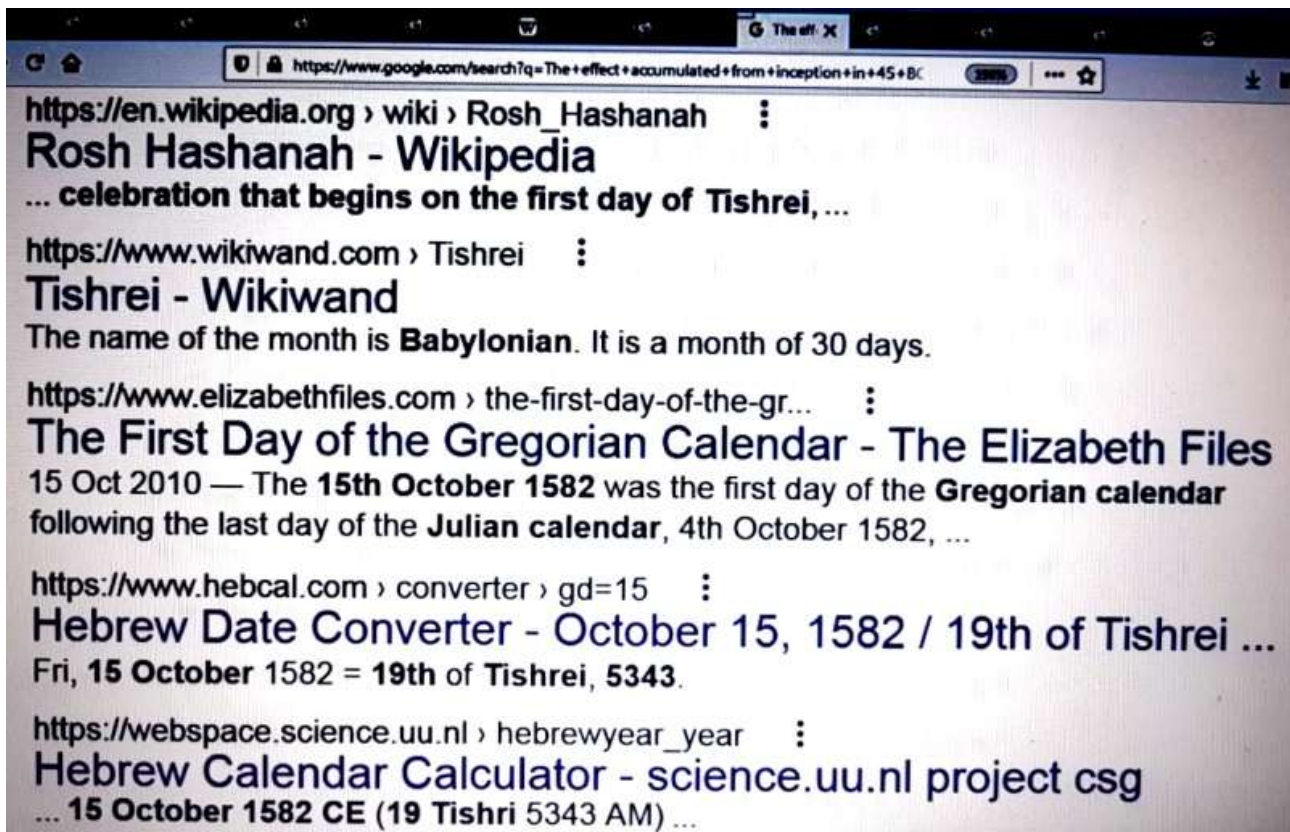 The eff
https://www.google.com/search?q=The+effect+accumulated+from+inception+in+45+BC
https://en.wikipedia.org › wiki › Rosh_Hashanah
Rosh Hashanah - Wikipedia
... celebration that begins on the first day of Tishrei, ...
https://www.wikiwand.com › Tishrei
Tishrei - Wikiwand
The name of the month is Babylonian. It is a month of 30 days.
https://www.elizabethfiles.com › the-first-day-of-the-gr...
The First Day of the Gregorian Calendar - The Elizabeth Files
15 Oct 2010 — The 15th October 1582 was the first day of the Gregorian calendar
following the last day of the Julian calendar, 4th October 1582, ...
https://www.hebcal.com › converter › gd=15
Hebrew Date Converter - October 15, 1582 / 19th of Tishrei ...
Fri, 15 October 1582 = 19th of Tishrei, 5343.
https://webspace.science.uu.nl › hebrewyear_year
Hebrew Calendar Calculator - science.uu.nl project csg
... 15 October 1582 CE (19 Tishri 5343 AM) ...